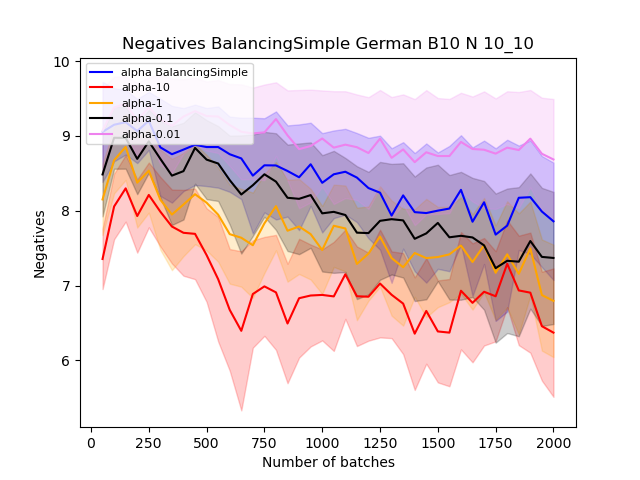 Negatives BalancingSimple German B10 N 10_10
alpha BalancingSimple
alpha-10
alpha-1
alpha-0.1
alpha-0.01
Negatives
10
9
8
7
6
0
250
500
750
1000
1250
1500
1750
2000
Number of batches